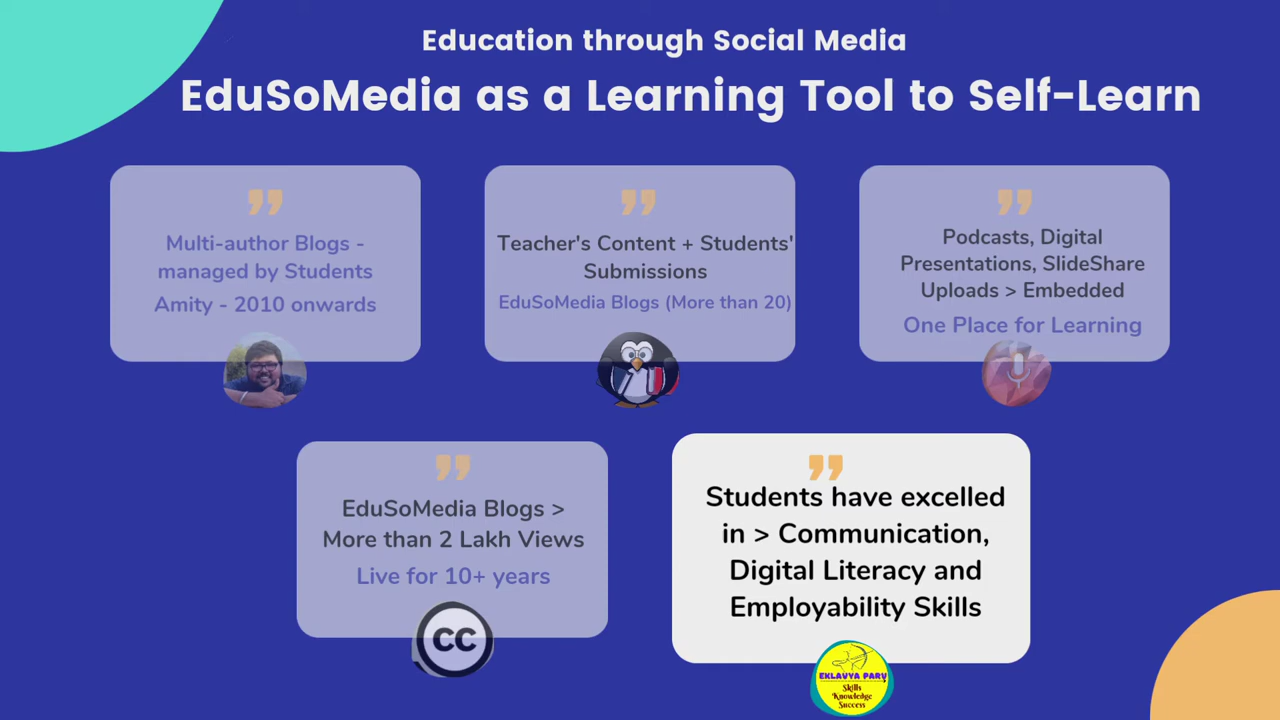 Education through Social Media
EduSoMedia as a Learning Tool to Self-Learn
Multi-author Blogs -
managed by Students
Amity - 2010 onwards
Teacher's Content + Students'
Submissions
EduSoMedia Blogs (More than 20)
Podcasts, Digital
Presentations, SlideShare
Uploads > Embedded
One Place for Learning
EduSoMedia Blogs >
More than 2 Lakh Views
Live for 10+ years
CC
Students have excelled
in > Communication,
Digital Literacy and
Employability Skills
EKLAVYA PARV
Skills
Knowledge
Success